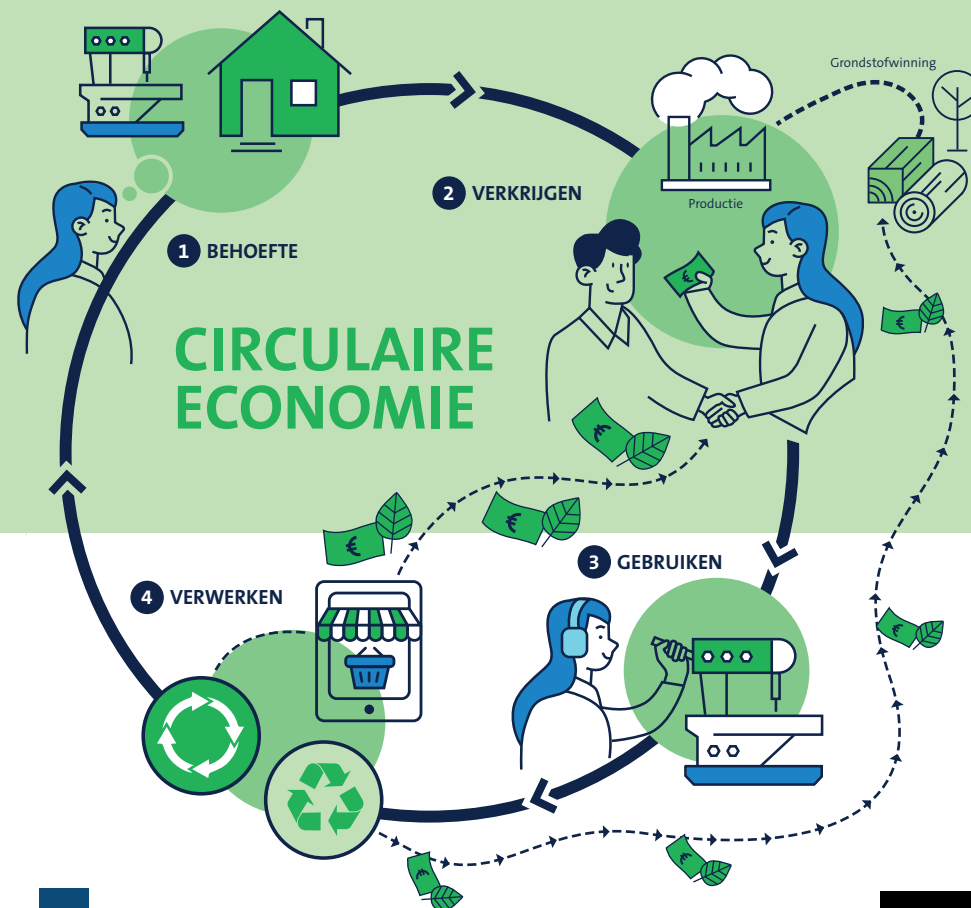 Grondstofwinning
2 VERKRIJGEN
Productie
1 BEHOEFTE
€
€
CIRCULAIRE
ECONOMIE
€
€
€
3 GEBRUIKEN
4 VERWERKEN
€
€
€